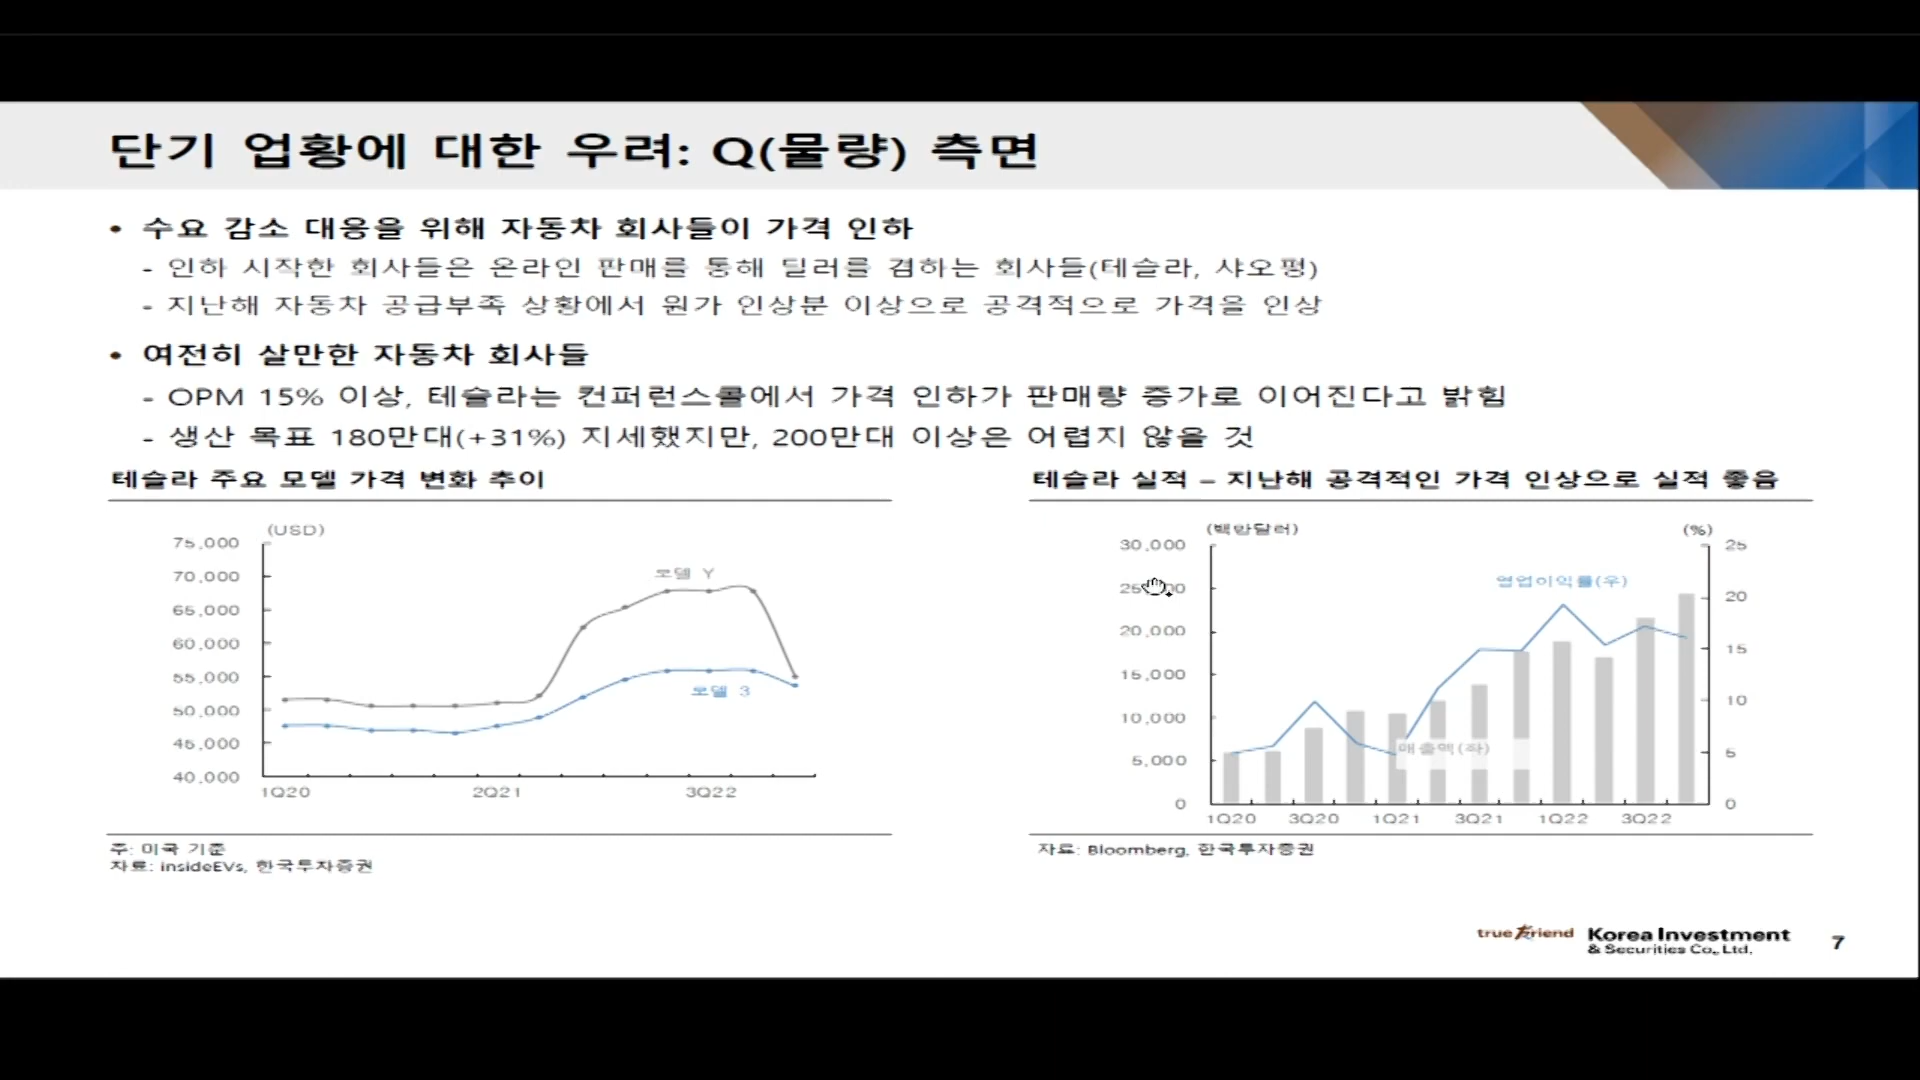 단기 업황에 대한 우려: Q(물량) 측면
• 수요 감소 대응을 위해 자동차 회사들이 가격 인하
- 인하 시작한 회사들은 온라인 판매를 통해 딜러를 겸하는 회사들(테슬라, 샤오펑)
- 지난해 자동차 공급부족 상황에서 원가 인상분 이상으로 공격적으로 가격을 인상
• 여전히 살만한 자동차 회사들
- OPM 15% 이상, 테슬라는 컨퍼런스콜에서 가격 인하가 판매량 증가로 이어진다고 밝힘
- 생산 목표 180만대(+31%) 지세했지만, 200만대 이상은 어렵지 않을 것
테슬라 주요 모델 가격 변화 추이
(USD)
75,000
70,000
65,000
60,000
55,000
50,000
45,000
40,000
모델 Y
모델 3
1Q20 2Q21 3Q22
주: 미국 기준
자료: insideEVs, 한국투자증권
테슬라 실적 – 지난해 공격적인 가격 인상으로 실적 좋음
(백만달러)
(%)
30,000
20,000
15,000
10,000
5,000
0
25
20
15
10
5
0
영업이익률(우)
매출액(좌)
1Q20 3Q20 1Q21 3Q21 1Q22 3Q22
자료: Bloomberg, 한국투자증권
true Friend Korea Investment
& Securities Co., Ltd.
7